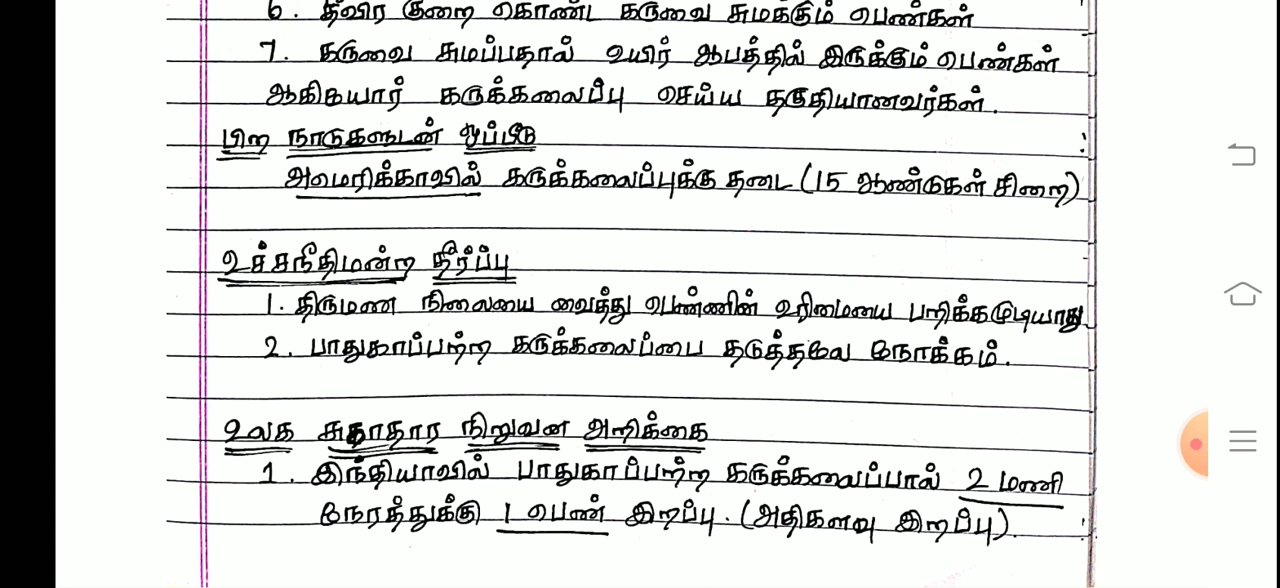 6. தீவிர குறை கொண்ட கருவை சுமக்கும் பெண்கள்
7. கருவை சுமப்பதால் உயிர் ஆபத்தில் இருக்கும் பெண்கள்
ஆகியோர் கருக்கலைப்பு செய்ய தகுதியானவர்கள்.
பிற நாடுகளுடன் ஒப்பீடு
அமெரிக்காவில் கருக்கலைப்புக்கு தடை (15 ஆண்டுகள் சிறை)
உச்சநீதிமன்ற தீர்ப்பு
1. திருமண நிலையை வைத்து பெண்ணின் உரிமையை பறிக்கமுடியாது
2. பாதுகாப்பற்ற கருக்கலைப்பை தடுத்தலே நோக்கம்.
உலக சுகாதார நிறுவன அறிக்கை
1. இந்தியாவில் பாதுகாப்பற்ற கருக்கலைப்பால் 2 மணி
நேரத்துக்கு 1 பெண் இறப்பு. (அதிகளவு இறப்பு).